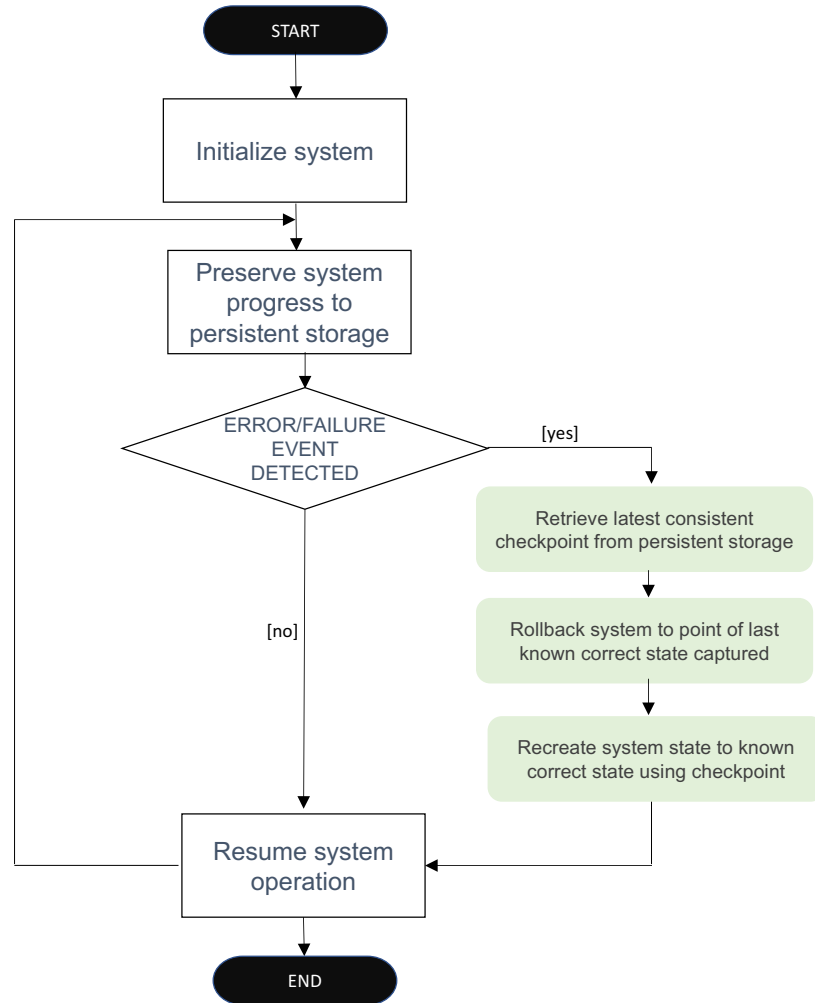 START
Initialize system
Preserve system
progress to
persistent storage
ERROR/FAILURE
EVENT
DETECTED
[yes]
Retrieve latest consistent
checkpoint from persistent storage
[no]
Rollback system to point of last
known correct state captured
Recreate system state to known
correct state using checkpoint
Resume system
operation
END